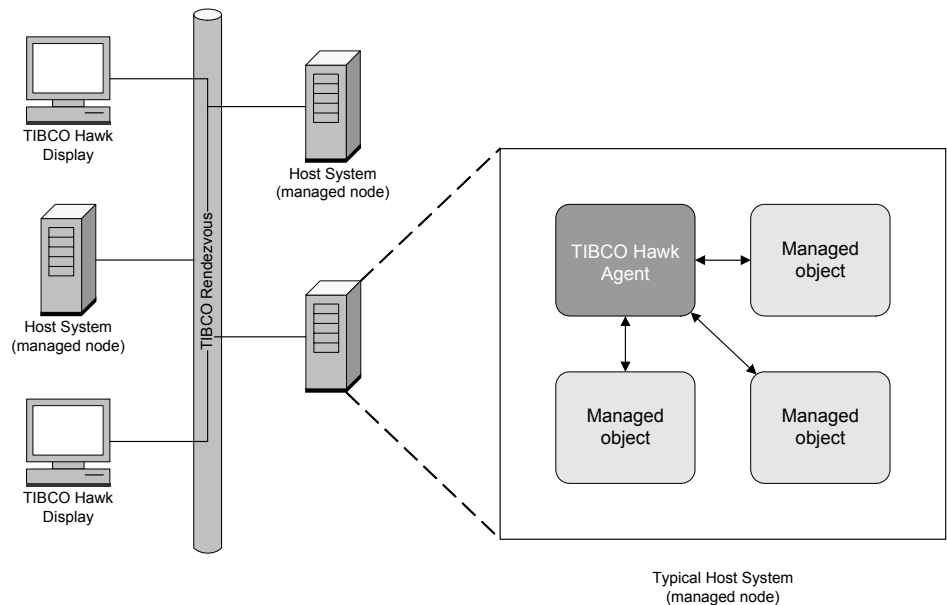 TIBCO Hawk
Display
Host System
(managed node)
TIBCO Rendezvous
Host System
(managed node)
TIBCO Hawk
Agent
Managed
object
Managed
object
Managed
object
TIBCO Hawk
Display
Typical Host System
(managed node)